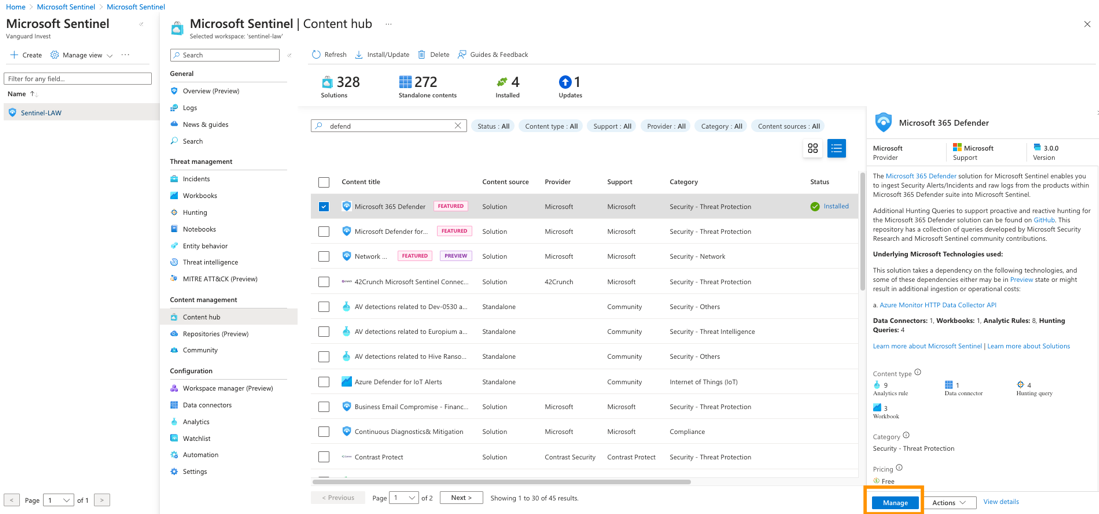 Home > Microsoft Sentinel > Microsoft Sentinel
Microsoft Sentinel
Vanguard Invest
Create
Manage view
Filter for any field...
Name ↑↓
Sentinel-LAW
< Page 1 of 1 >
Microsoft Sentinel | Content hub
Selected workspace: 'sentinel-law'
Search
General
Overview (Preview)
Logs
News & guides
Search
Threat management
Incidents
Workbooks
Hunting
Notebooks
Entity behavior
Threat intelligence
MITRE ATT&CK (Preview)
Content management
Content hub
Repositories (Preview)
Community
Configuration
Workspace manager (Preview)
Data connectors
Analytics
Watchlist
Automation
Settings
Refresh Install/Update Delete Guides & Feedback
328 Solutions
272 Standalone contents
4 Installed
1 Updates
defend
Status : All Content type : All Support : All Provider : All Category : All Content sources : All
Content title Content source Provider Support Category Status
Microsoft 365 Defender FEATURED Solution Microsoft Microsoft Security - Threat Protection Installed
Microsoft Defender for... FEATURED Solution Microsoft Microsoft Security - Threat Protection
Network ... FEATURED PREVIEW Solution Microsoft Microsoft Security - Network
42Crunch Microsoft Sentinel Connec... Solution 42Crunch 42Crunch Security - Threat Protection
AV detections related to Dev-0530 a... Standalone Community Security - Others
AV detections related to Europium a... Standalone Community Security - Threat Intelligence
AV detections related to Hive Ranso... Standalone Community Security - Others
Azure Defender for IoT Alerts Standalone Community Internet of Things (IoT)
Business Email Compromise - Financ... Solution Microsoft Microsoft Security - Threat Protection
Continuous Diagnostics& Mitigation Solution Microsoft Microsoft Compliance
Contrast Protect Solution Contrast Security Contrast Protect Security - Threat Protection
< Previous Page 1 of 2 Next > Showing 1 to 30 of 45 results.
Microsoft 365 Defender
Microsoft Provider
Microsoft Support
3.0.0 Version
The Microsoft 365 Defender solution for Microsoft Sentinel enables you
to ingest Security Alerts/Incidents and raw logs from the products within
Microsoft 365 Defender suite into Microsoft Sentinel.
Additional Hunting Queries to support proactive and reactive hunting for
the Microsoft 365 Defender solution can be found on GitHub. This
repository has a collection of queries developed by Microsoft Security
Research and Microsoft Sentinel community contributions.
Underlying Microsoft Technologies used:
This solution takes a dependency on the following technologies, and
some of these dependencies either may be in Preview state or might
result in additional ingestion or operational costs:
a. Azure Monitor HTTP Data Collector API
Data Connectors: 1, Workbooks: 1, Analytic Rules: 8, Hunting
Queries: 4
Learn more about Microsoft Sentinel | Learn more about Solutions
Content type
9 Analytics rule
1 Data connector
4 Hunting query
3 Workbook
Category
Security - Threat Protection
Pricing
Free
Manage Actions View details